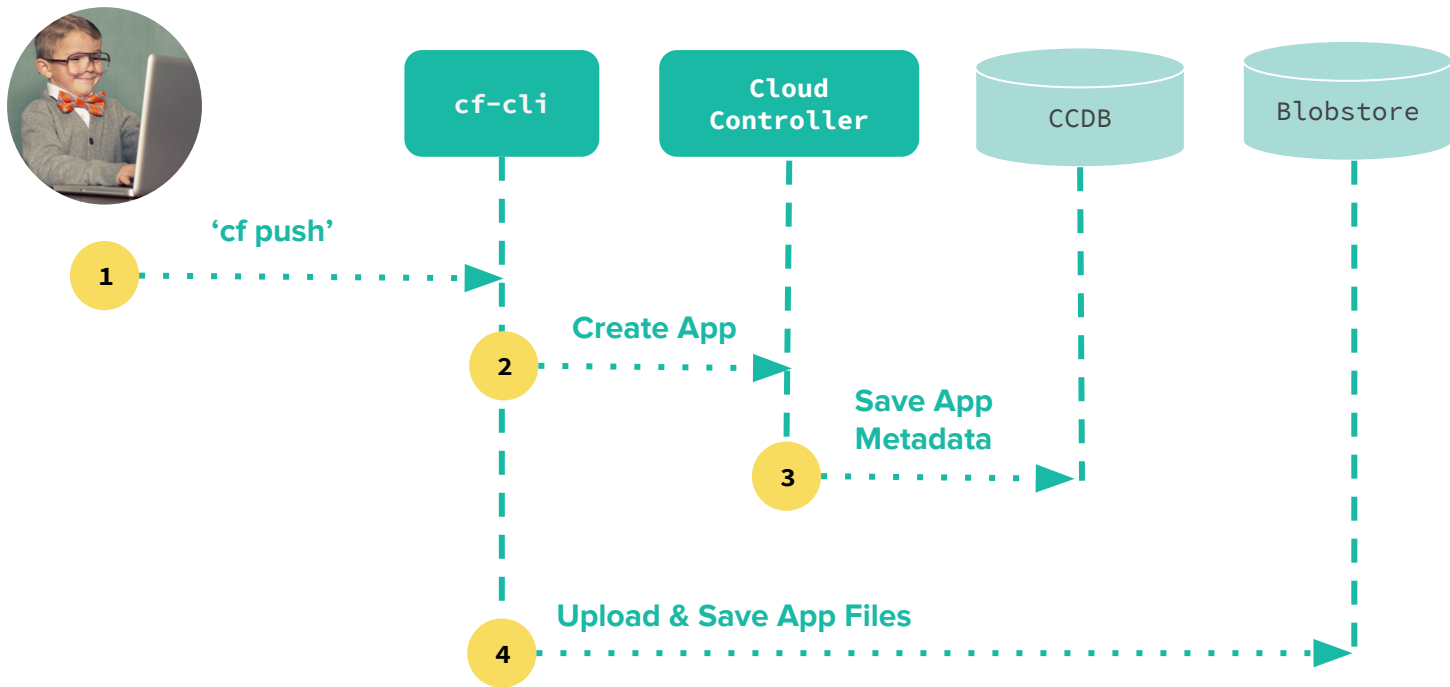 cf-cli
Cloud
Controller
CCDB
Blobstore
‘cf push’
1
Create App
2
Save App
Metadata
3
Upload & Save App Files
4